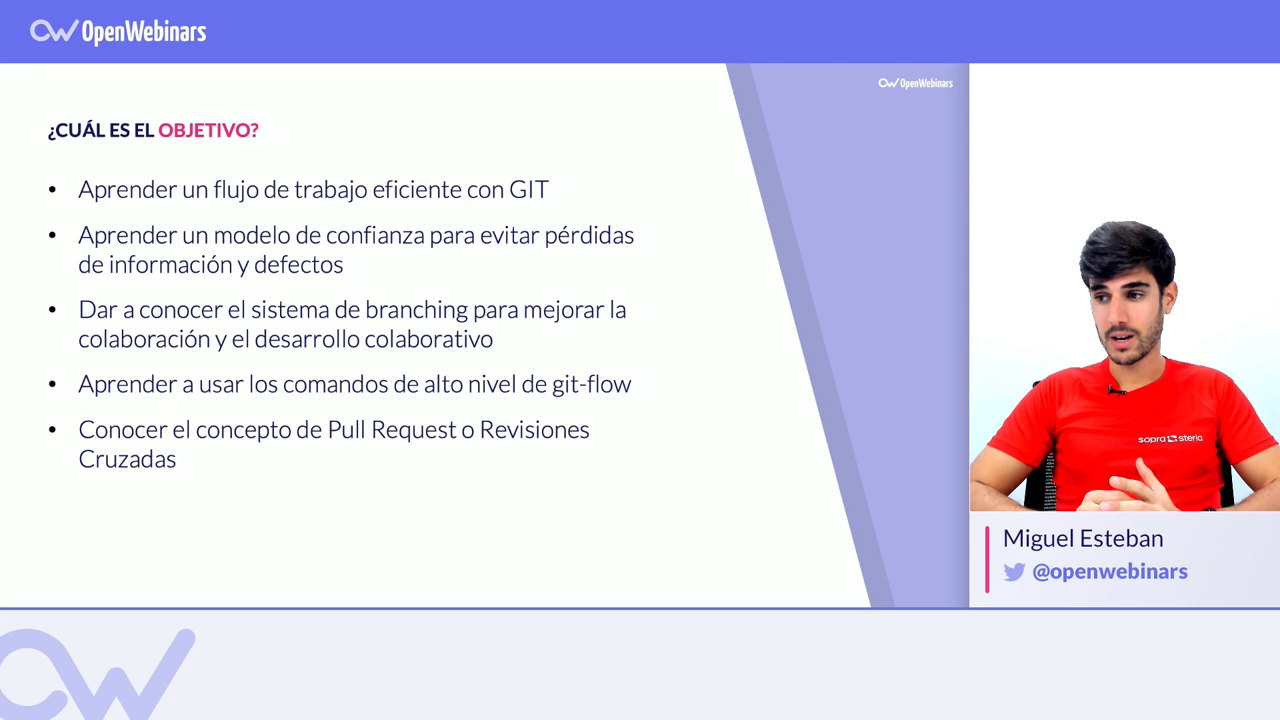 OpenWebinars
OpenWebinars
¿CUÁL ES EL OBJETIVO?
• Aprender un flujo de trabajo eficiente con GIT
• Aprender un modelo de confianza para evitar pérdidas
de información y defectos
• Dar a conocer el sistema de branching para mejorar la
colaboración y el desarrollo colaborativo
• Aprender a usar los comandos de alto nivel de git-flow
• Conocer el concepto de Pull Request o Revisiones
Cruzadas
sopra steria
Miguel Esteban
@openwebinars